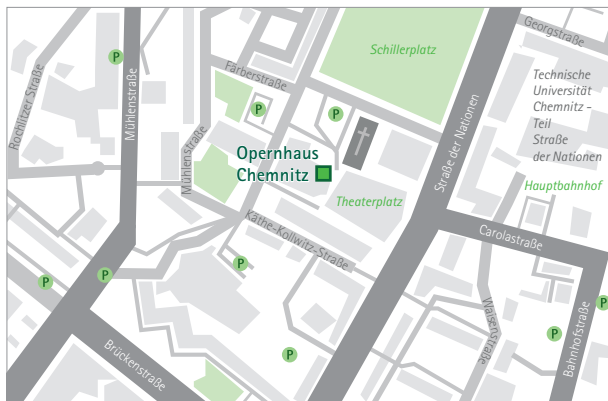 Georgstraße
Schillerplatz
P
Rochlitzer Straße
Mühlenstraße
Färberstraße
Technische
Universität
Chemnitz –
Teil
Straße
der Nationen
P
P
Straße der Nationen
Mühlenstraße
Opernhaus
Chemnitz
Hauptbahnhof
Theaterplatz
Käthe-Kollwitz-Straße
Carolastraße
P
P
P
P
Waisenstraße
Bahnhofstraße
P
P
Brückenstraße
P